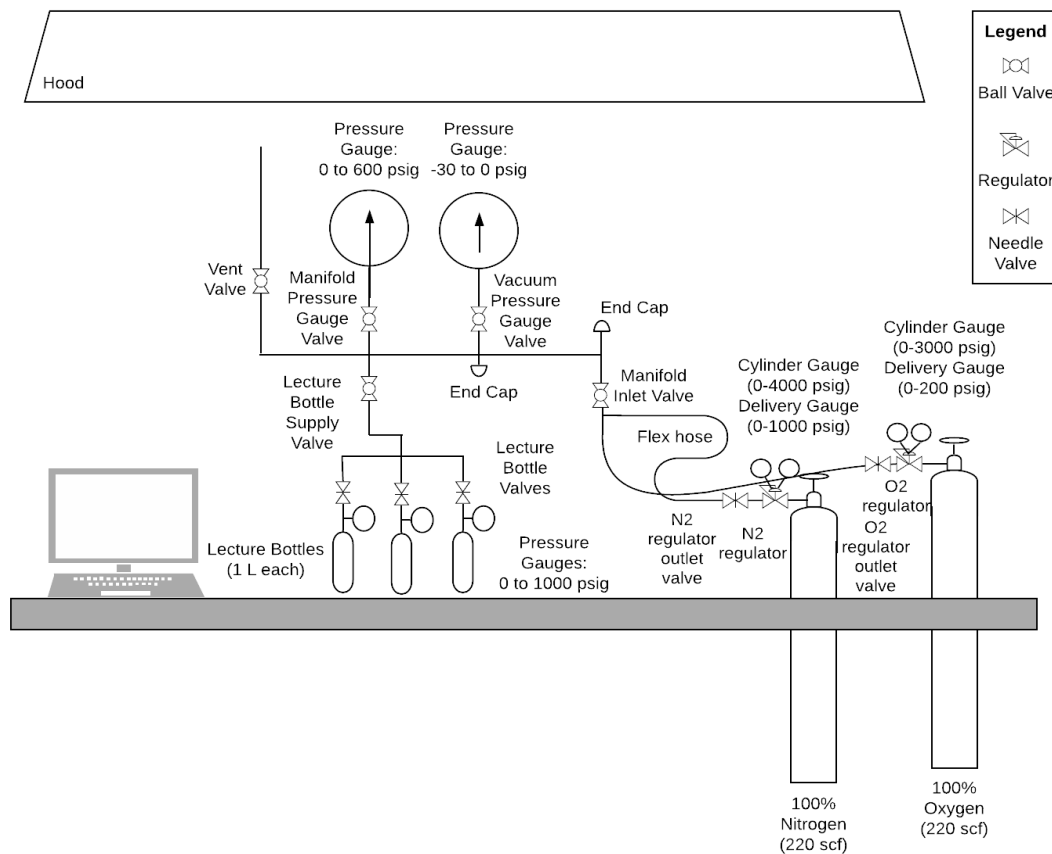 Hood
Pressure
Gauge:
0 to 600 psig
Pressure
Gauge:
-30 to 0 psig
Legend
Ball Valve
Regulator
Needle
Valve
Vent
Valve
Manifold
Pressure
Gauge
Valve
Vacuum
Pressure
Gauge
Valve
End Cap
End Cap
Cylinder Gauge
(0-3000 psig)
Delivery Gauge
(0-200 psig)
Cylinder Gauge
(0-4000 psig)
Delivery Gauge
(0-1000 psig)
Manifold
Inlet Valve
Lecture
Bottle
Supply
Valve
Flex hose
Lecture
Bottle
Valves
Lecture Bottles
(1 L each)
Pressure
Gauges:
0 to 1000 psig
N2
regulator
outlet
valve
N2
regulator
O2
regulator
O2
regulator
outlet
valve
100%
Nitrogen
(220 scf)
100%
Oxygen
(220 scf)